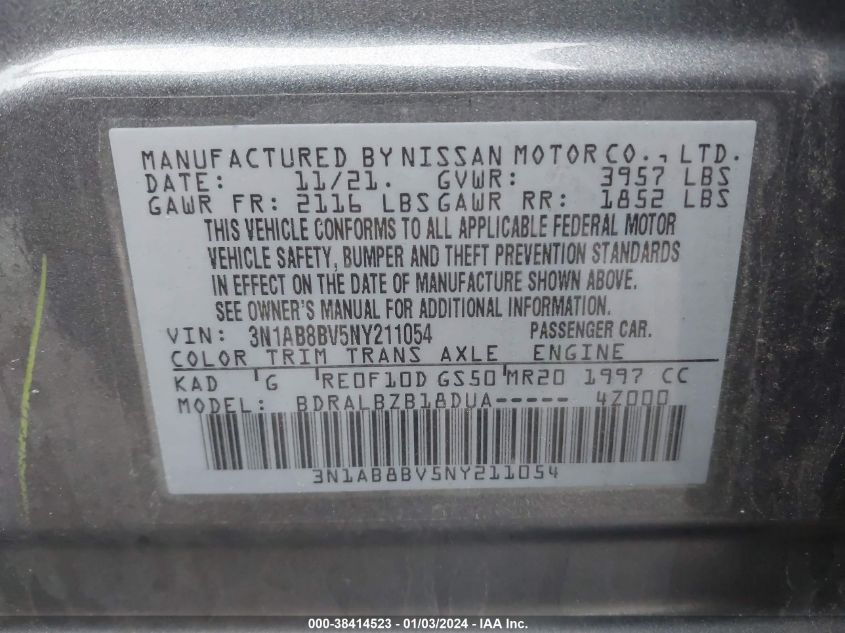 MANUFACTURED BY NISSAN MOTOR CO., LTD.
DATE: 11/21. GVWR: 3957 LBS
GAWR FR: 2116 LBS GAWR RR: 1852 LBS
THIS VEHICLE CONFORMS TO ALL APPLICABLE FEDERAL MOTOR
VEHICLE SAFETY, BUMPER AND THEFT PREVENTION STANDARDS
IN EFFECT ON THE DATE OF MANUFACTURE SHOWN ABOVE.
SEE OWNER'S MANUAL FOR ADDITIONAL INFORMATION.
VIN: 3N1AB8BV5NY211054 PASSENGER CAR.
COLOR TRIM TRANS AXLE ENGINE
KAD G RE0F10D GS50 MR20 1997 CC
MODEL: BDRALBZB18DUA----- 4Z000
3N1AB8BV5NY211054
000-38414523 - 01/03/2024 - IAA Inc.